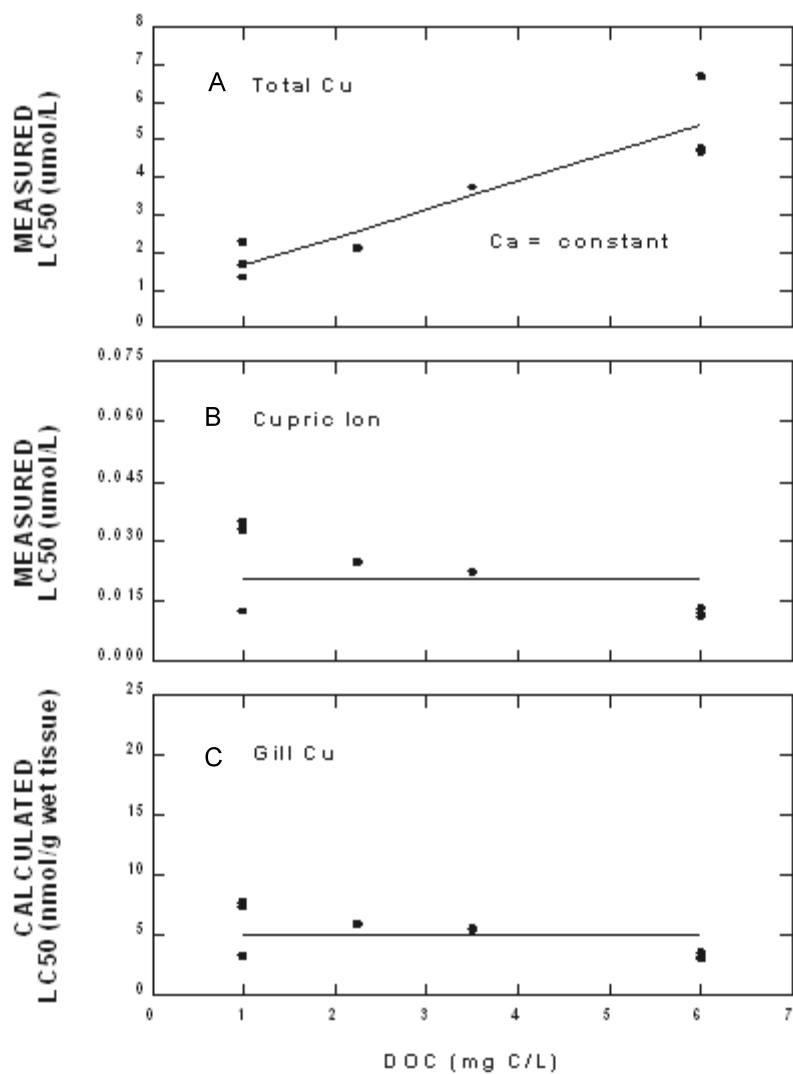 MEASURED
LC50 (umol/L)
8
7
6
5
4
3
2
1
0
A Total Cu
Ca = constant
MEASURED
LC50 (umol/L)
0.075
0.060
0.045
0.030
0.015
0.000
B Cupric Ion
CALCULATED
LC50 (nmol/g wet tissue)
25
20
15
10
5
0
C Gill Cu
0 1 2 3 4 5 6 7
DOC (mg C/L)